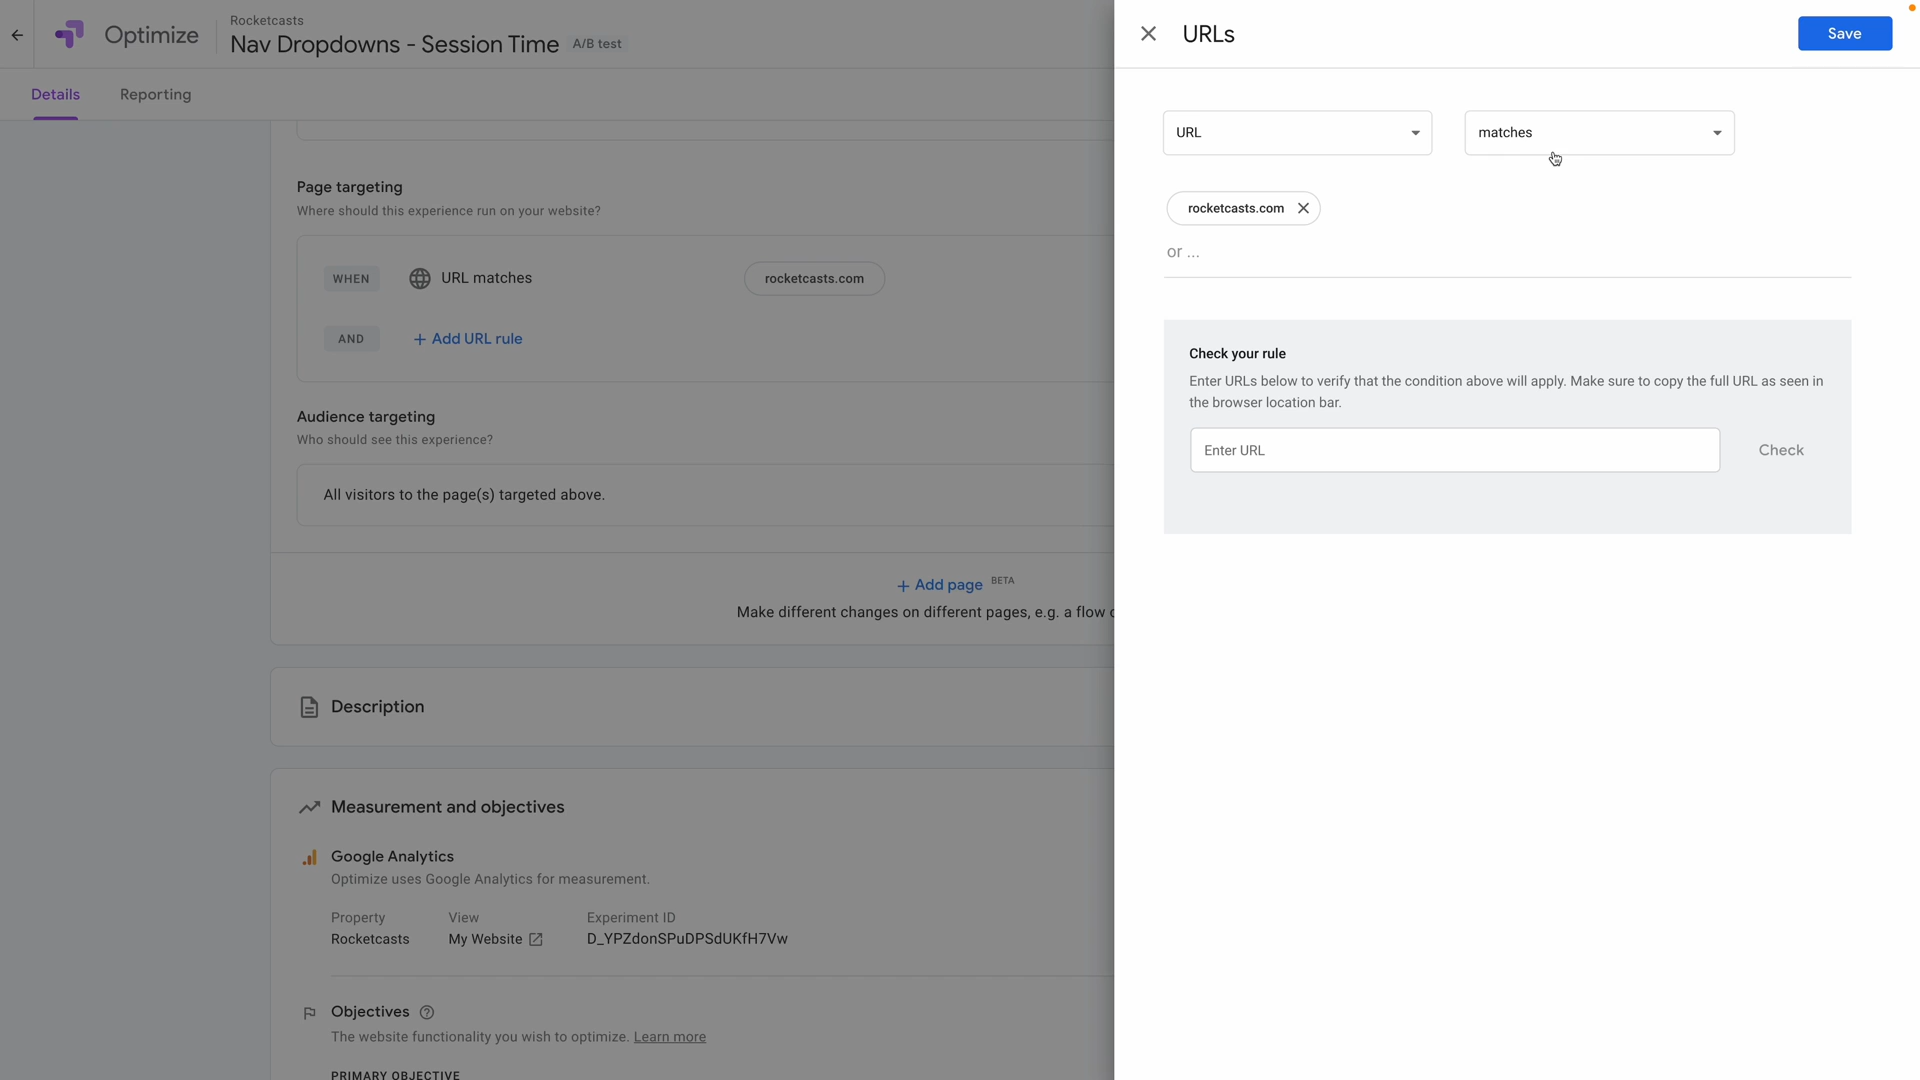 Optimize
Rocketcasts
Nav Dropdowns - Session Time
A/B test
Details
Reporting
Page targeting
Where should this experience run on your website?
WHEN
URL matches
rocketcasts.com
AND
+ Add URL rule
Audience targeting
Who should see this experience?
All visitors to the page(s) targeted above.
+ Add page BETA
Make different changes on different pages, e.g. a flow
Description
Measurement and objectives
Google Analytics
Optimize uses Google Analytics for measurement.
Property
View
Experiment ID
Rocketcasts
My Website
D_YPZdonSPuDPSdUKfH7Vw
Objectives
The website functionality you wish to optimize. Learn more
PRIMARY OBJECTIVE
URLs
Save
URL
matches
rocketcasts.com
or ...
Check your rule
Enter URLs below to verify that the condition above will apply. Make sure to copy the full URL as seen in
the browser location bar.
Enter URL
Check